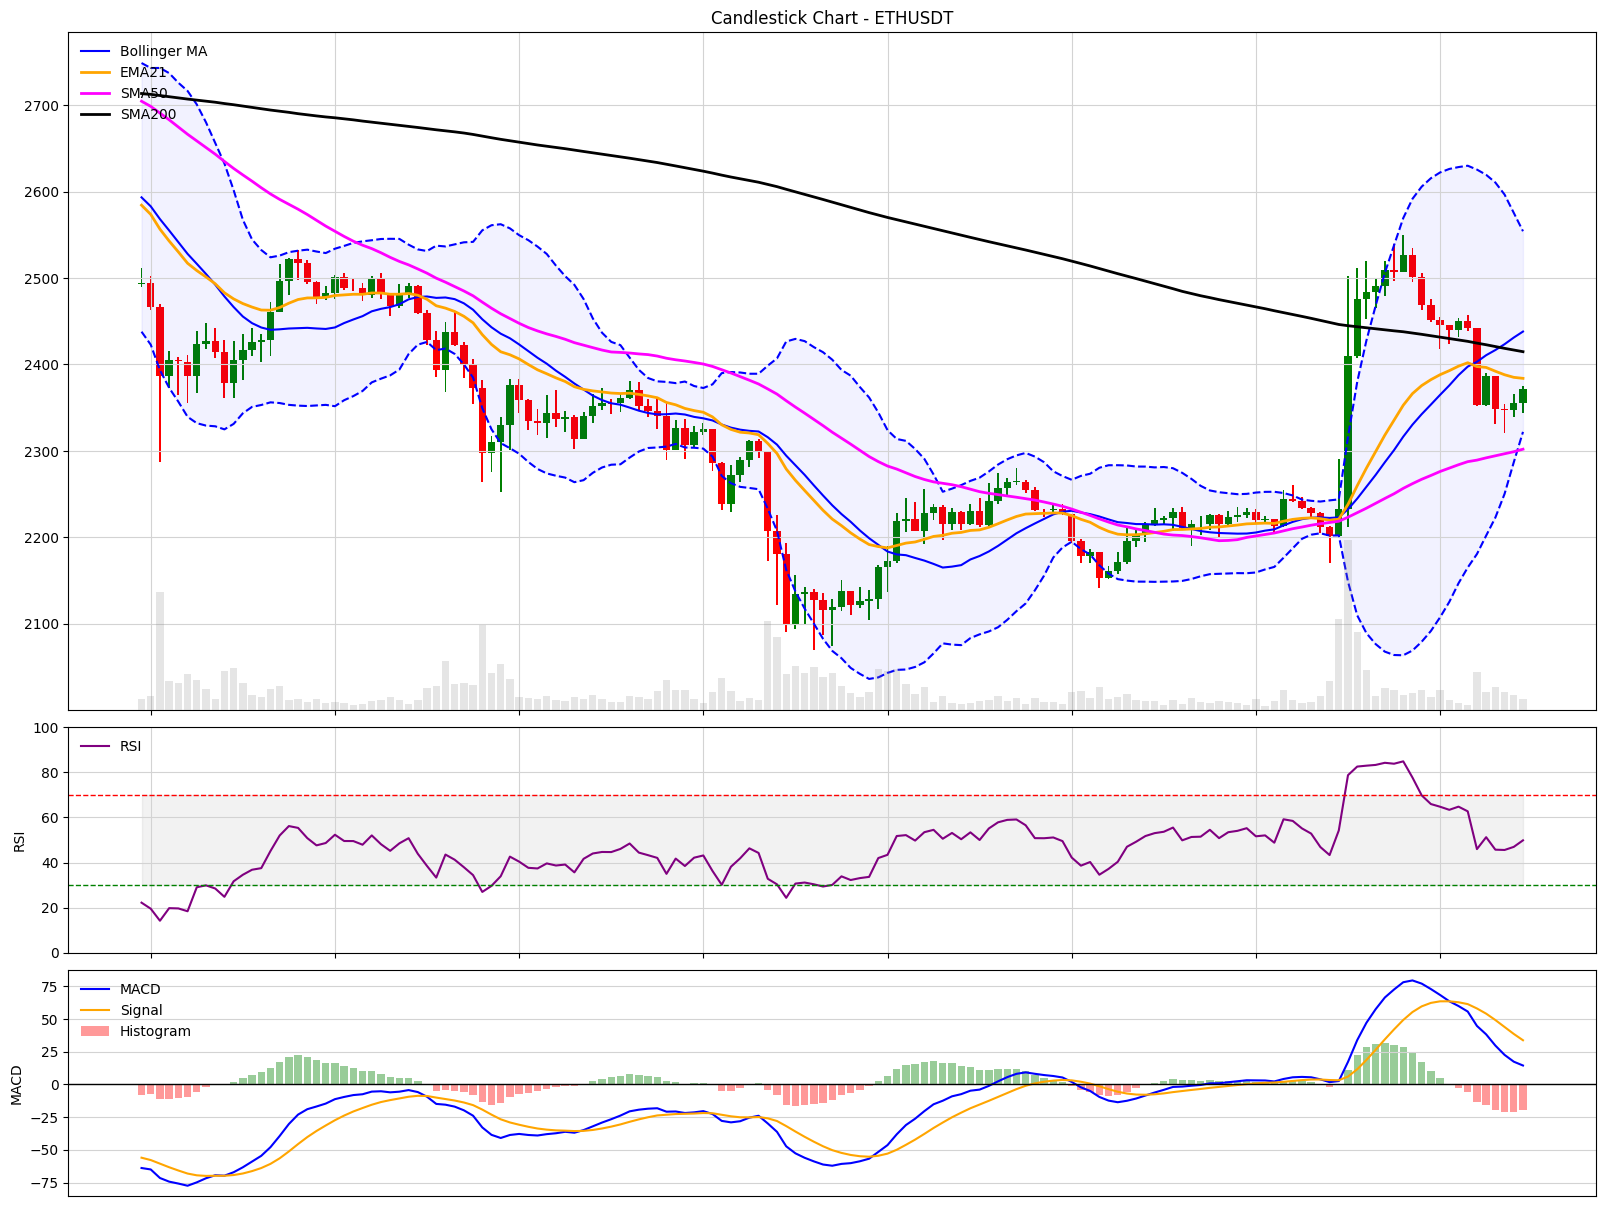 Candlestick Chart - ETHUSDT
Bollinger MA
EMA21
SMA50
SMA200
2700
2600
2500
2400
2300
2200
2100
RSI
100
80
60
40
20
0
RSI
MACD
Signal
Histogram
75
50
25
0
−25
−50
−75
MACD